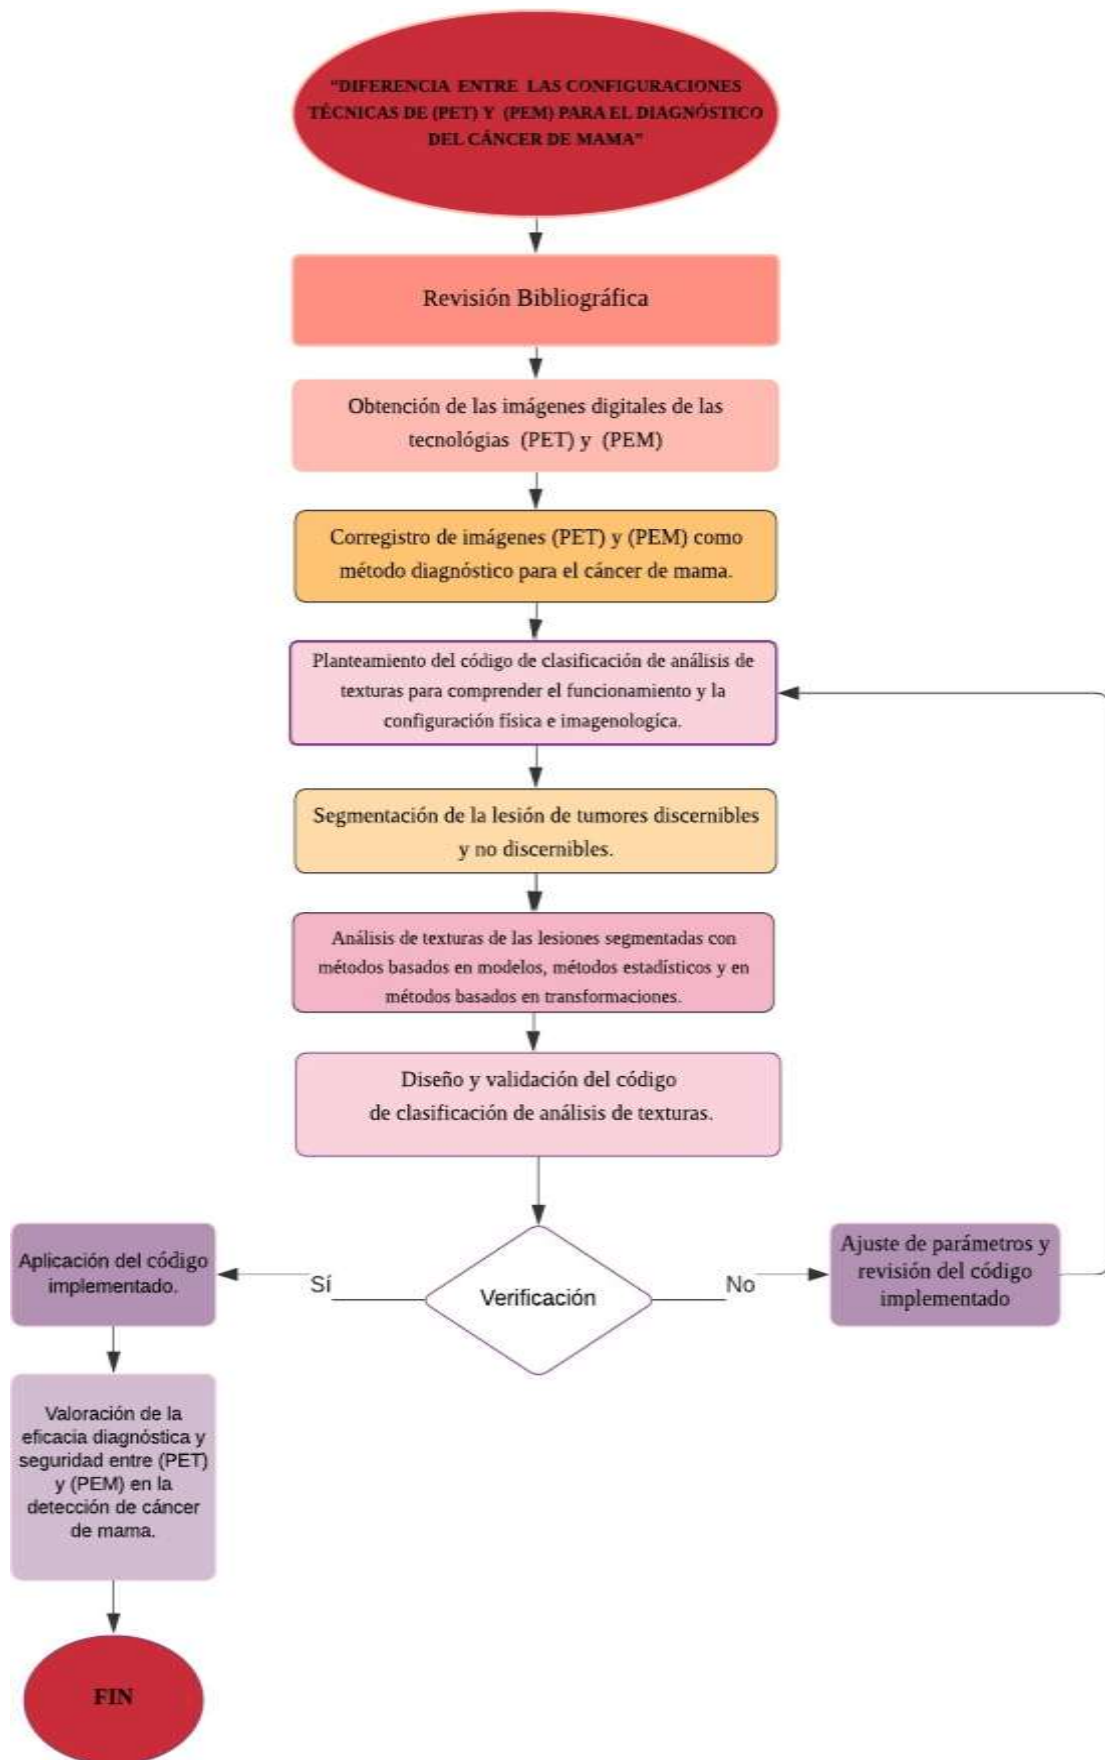 “DIFERENCIA ENTRE LAS CONFIGURACIONES
TÉCNICAS DE (PET) Y (PEM) PARA EL DIAGNÓSTICO
DEL CÁNCER DE MAMA”
Revisión Bibliográfica
Obtención de las imágenes digitales de las
tecnológias (PET) y (PEM)
Corregistro de imágenes (PET) y (PEM) como
método diagnóstico para el cáncer de mama.
Planteamiento del código de clasificación de análisis de
texturas para comprender el funcionamiento y la
configuración física e imagenologíca.
Segmentación de la lesión de tumores discernibles
y no discernibles.
Análisis de texturas de las lesiones segmentadas con
métodos basados en modelos, métodos estadísticos y en
métodos basados en transformaciones.
Diseño y validación del código
de clasificación de análisis de texturas.
Verificación
Sí
No
Aplicación del código
implementado.
Ajuste de parámetros y
revisión del código
implementado
Valoración de la
eficacia diagnóstica y
seguridad entre (PET)
y (PEM) en la
detección de cáncer
de mama.
FIN